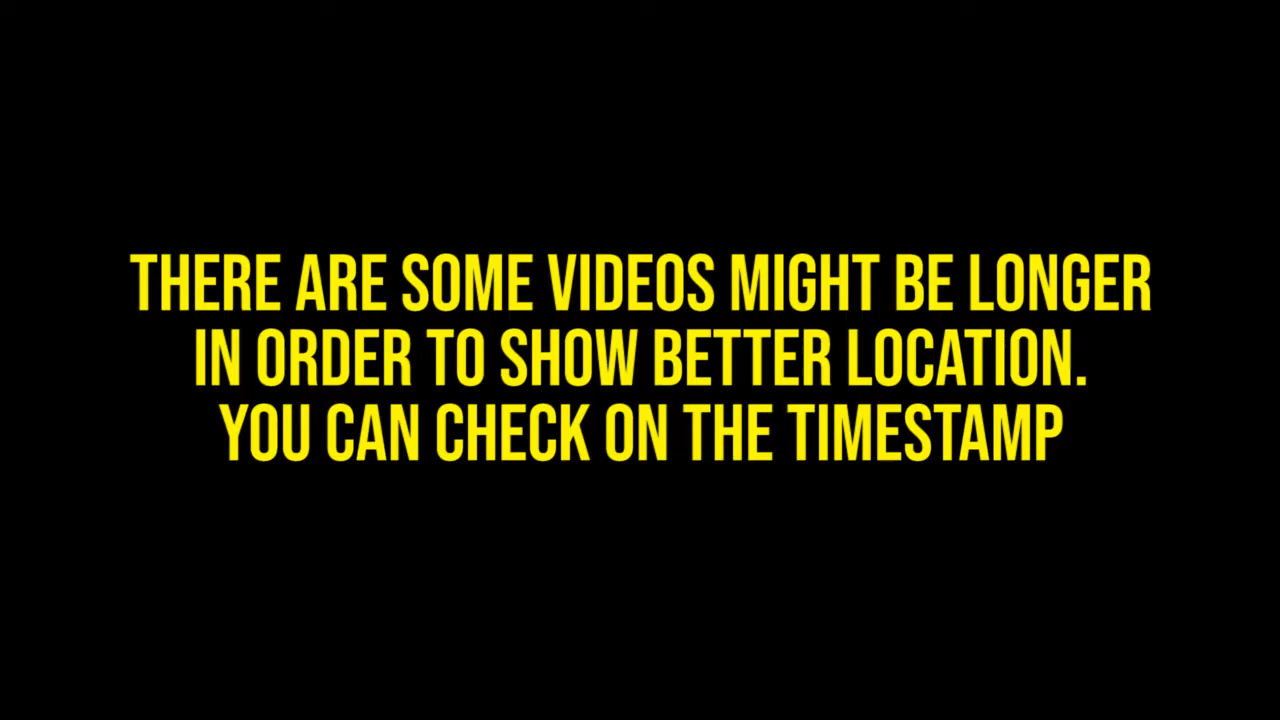 THERE ARE SOME VIDEOS MIGHT BE LONGER
IN ORDER TO SHOW BETTER LOCATION.
YOU CAN CHECK ON THE TIMESTAMP